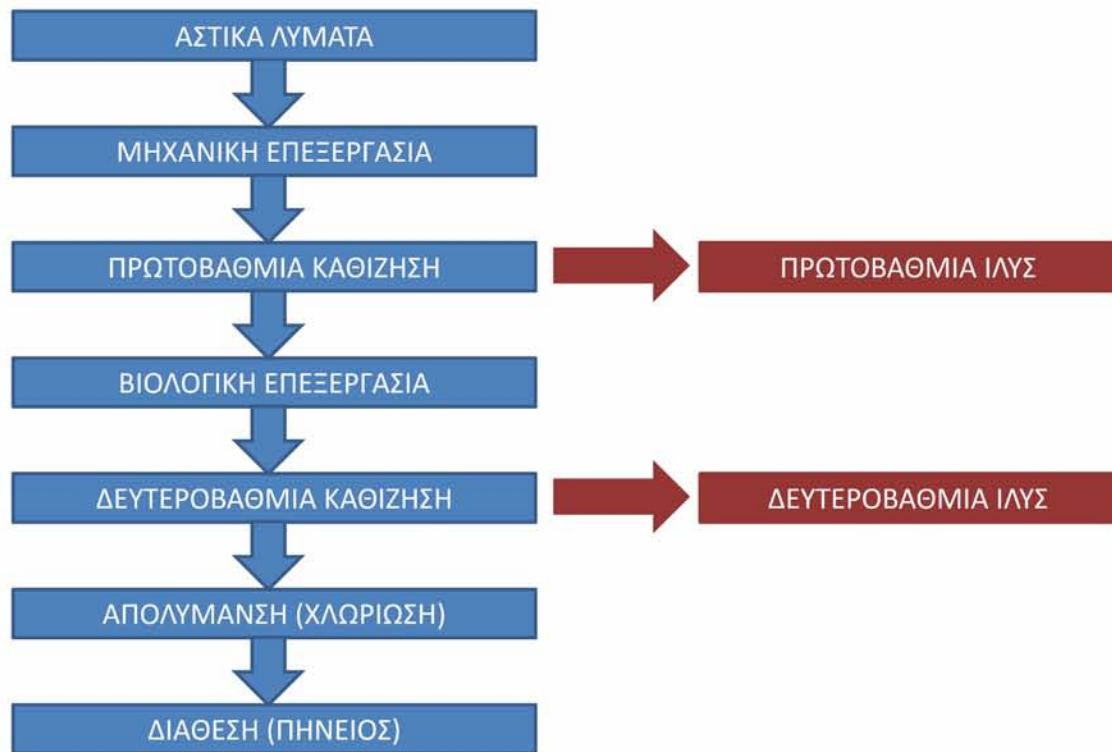 ΑΣΤΙΚΑ ΛΥΜΑΤΑ
ΜΗΧΑΝΙΚΗ ΕΠΕΞΕΡΓΑΣΙΑ
ΠΡΩΤΟΒΑΘΜΙΑ ΚΑΘΙΖΗΣΗ
ΠΡΩΤΟΒΑΘΜΙΑ ΙΛΥΣ
ΒΙΟΛΟΓΙΚΗ ΕΠΕΞΕΡΓΑΣΙΑ
ΔΕΥΤΕΡΟΒΑΘΜΙΑ ΚΑΘΙΖΗΣΗ
ΔΕΥΤΕΡΟΒΑΘΜΙΑ ΙΛΥΣ
ΑΠΟΛΥΜΑΝΣΗ (ΧΛΩΡΙΩΣΗ)
ΔΙΑΘΕΣΗ (ΠΗΝΕΙΟΣ)